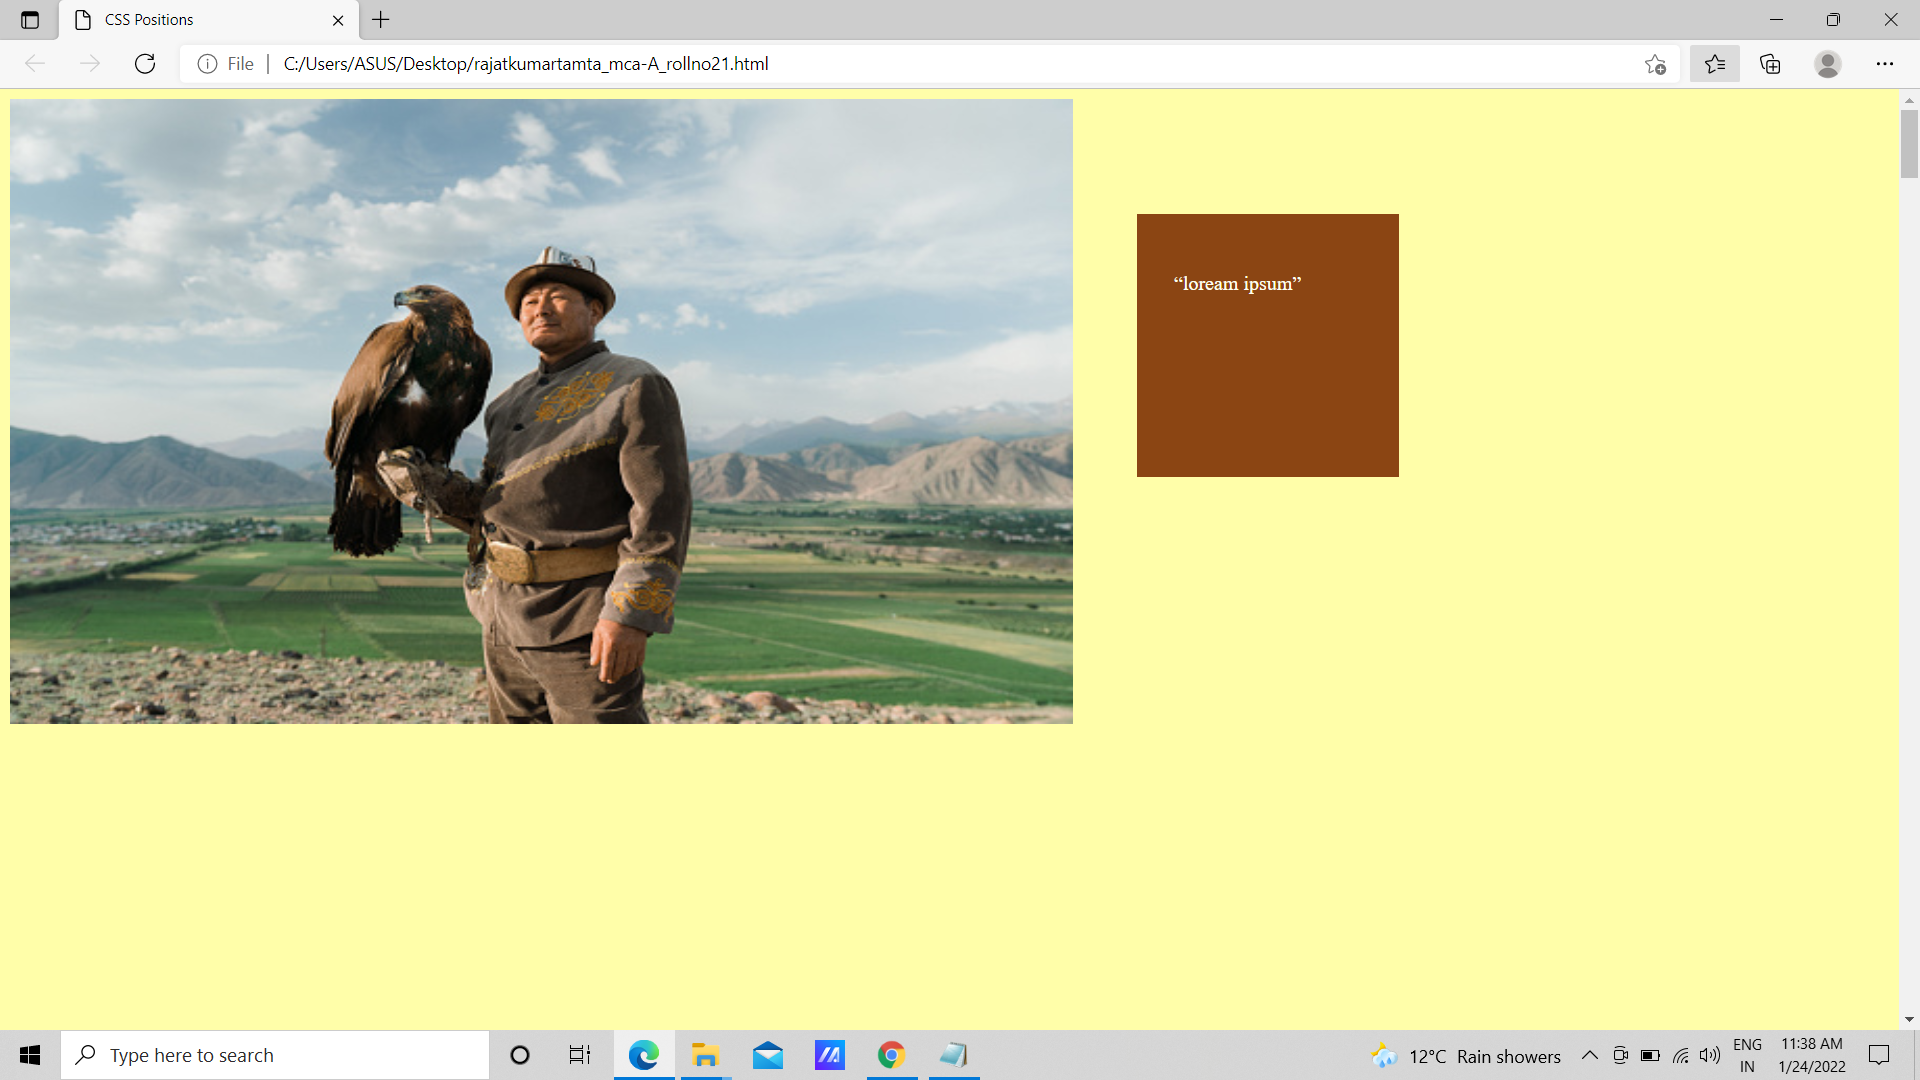 CSS Positions
File
C:/Users/ASUS/Desktop/rajatkumartamta_mca-A_rollno21.html
“loream ipsum”
Type here to search
12°C Rain showers
ENG
IN
11:38 AM
1/24/2022